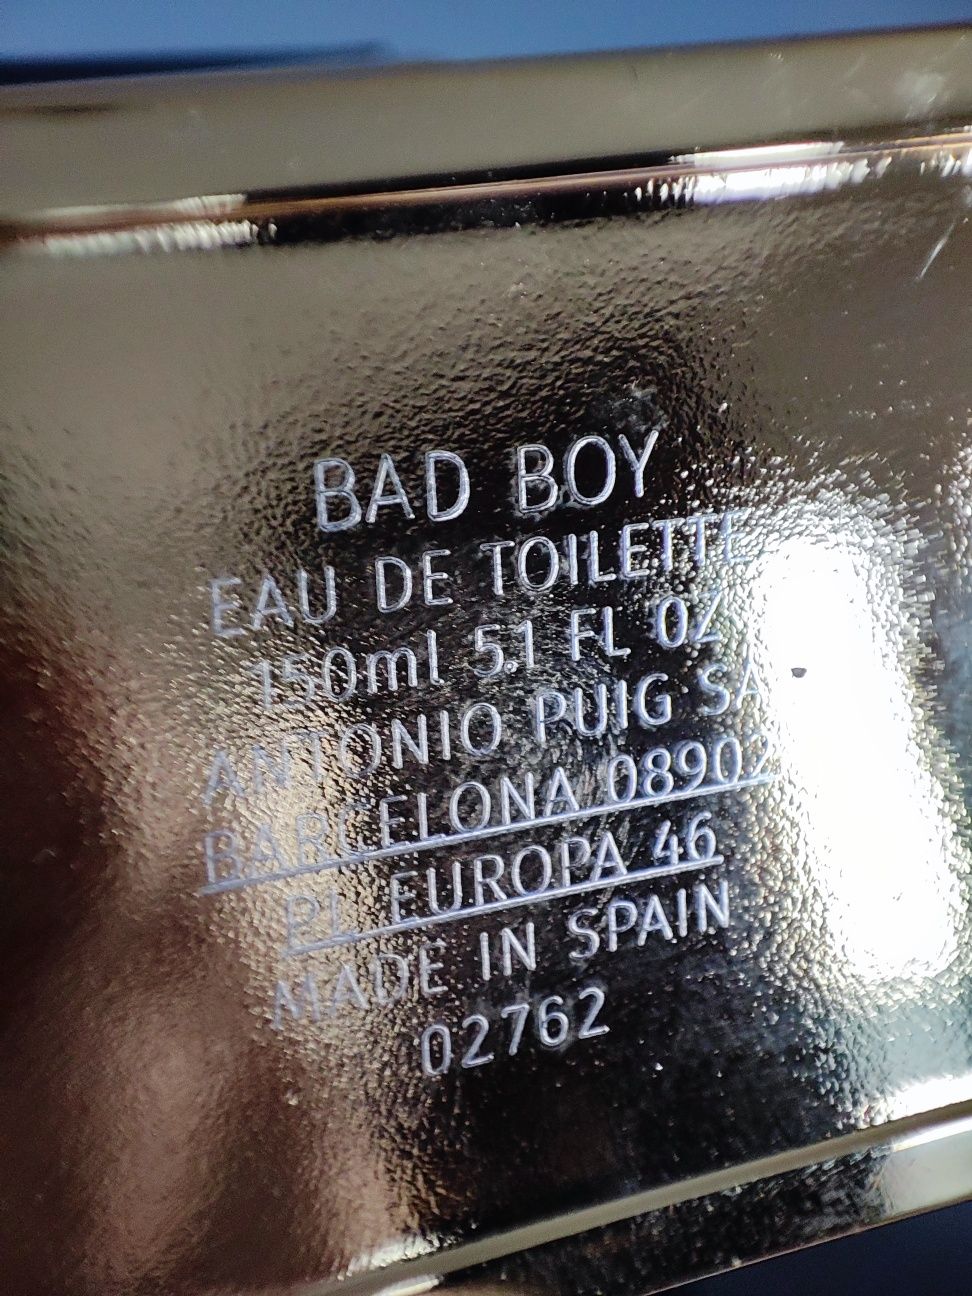 BAD BOY
EAU DE TOILETTE
150ml 5.1 FL OZ
ANTONIO PUIG SA
BARCELONA 08902
PL EUROPA 46
MADE IN SPAIN
02762